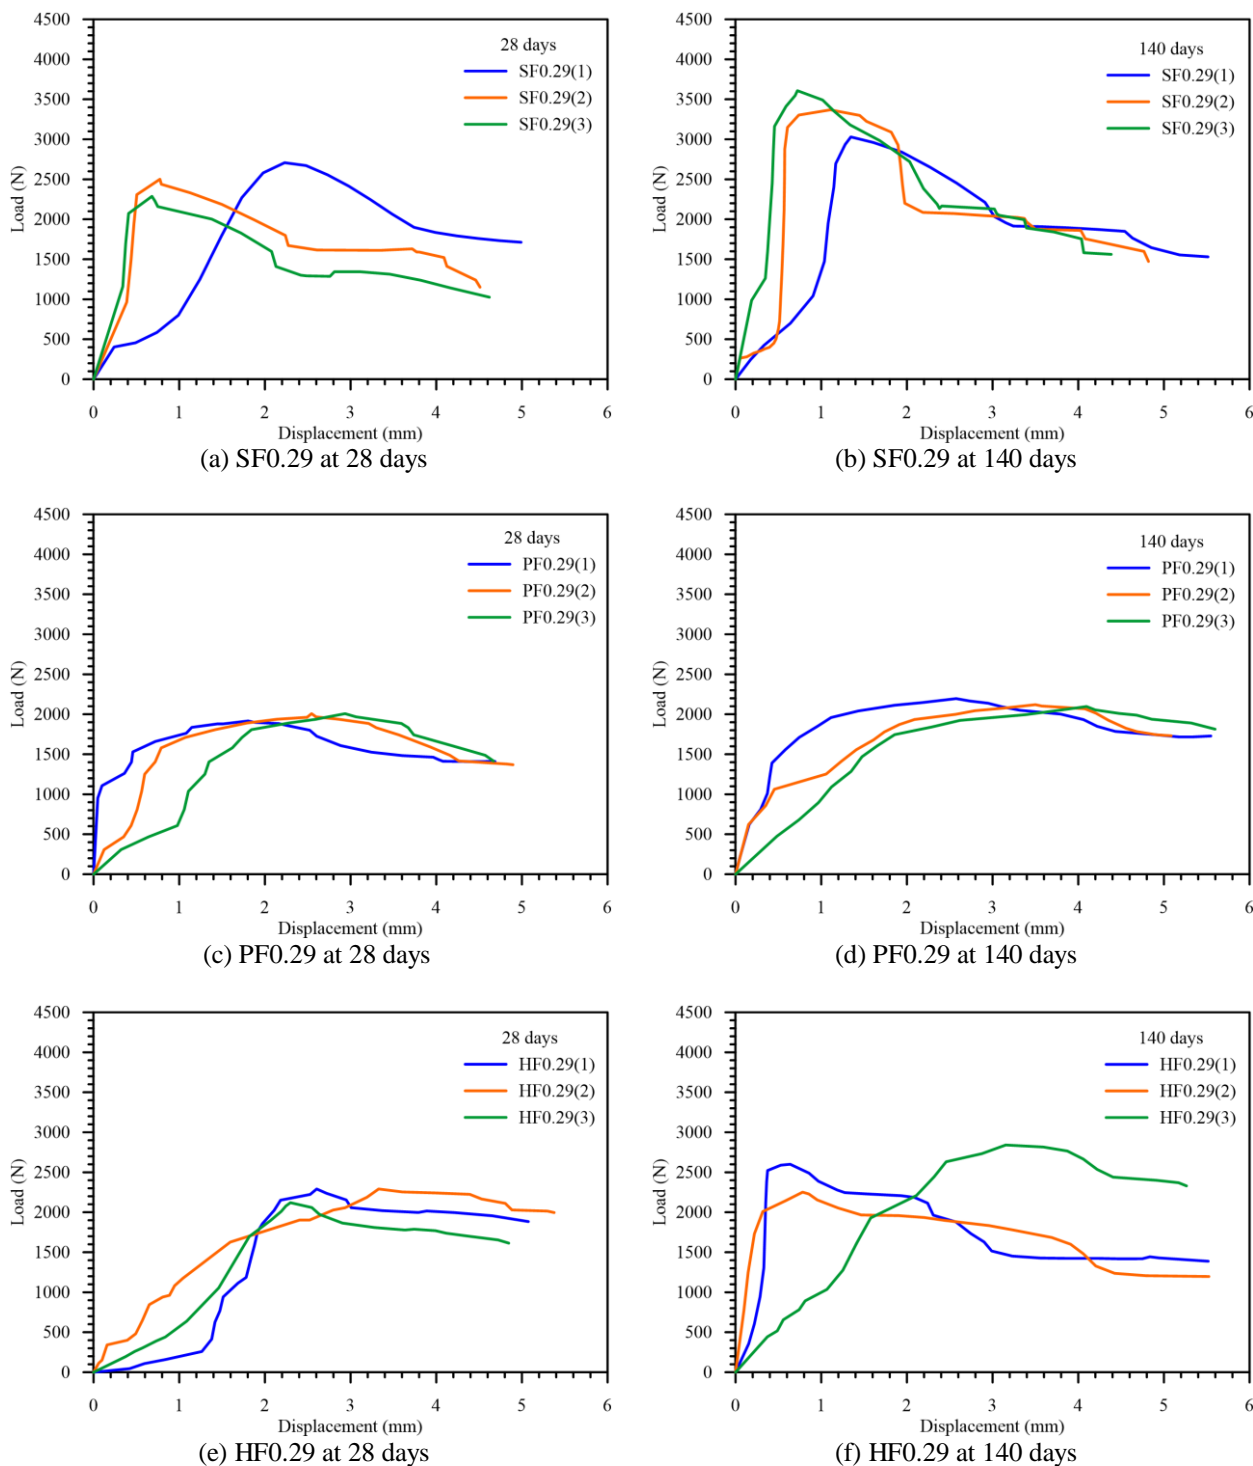 4500
4000
3500
3000
2500
2000
1500
1000
500
0
Load (N)
28 days
SF0.29(1)
SF0.29(2)
SF0.29(3)
0 1 2 3 4 5 6
Displacement (mm)
(a) SF0.29 at 28 days
4500
4000
3500
3000
2500
2000
1500
1000
500
0
Load (N)
140 days
SF0.29(1)
SF0.29(2)
SF0.29(3)
0 1 2 3 4 5 6
Displacement (mm)
(b) SF0.29 at 140 days
4500
4000
3500
3000
2500
2000
1500
1000
500
0
Load (N)
28 days
PF0.29(1)
PF0.29(2)
PF0.29(3)
0 1 2 3 4 5 6
Displacement (mm)
(c) PF0.29 at 28 days
4500
4000
3500
3000
2500
2000
1500
1000
500
0
Load (N)
140 days
PF0.29(1)
PF0.29(2)
PF0.29(3)
0 1 2 3 4 5 6
Displacement (mm)
(d) PF0.29 at 140 days
4500
4000
3500
3000
2500
2000
1500
1000
500
0
Load (N)
28 days
HF0.29(1)
HF0.29(2)
HF0.29(3)
0 1 2 3 4 5 6
Displacement (mm)
(e) HF0.29 at 28 days
4500
4000
3500
3000
2500
2000
1500
1000
500
0
Load (N)
140 days
HF0.29(1)
HF0.29(2)
HF0.29(3)
0 1 2 3 4 5 6
Displacement (mm)
(f) HF0.29 at 140 days